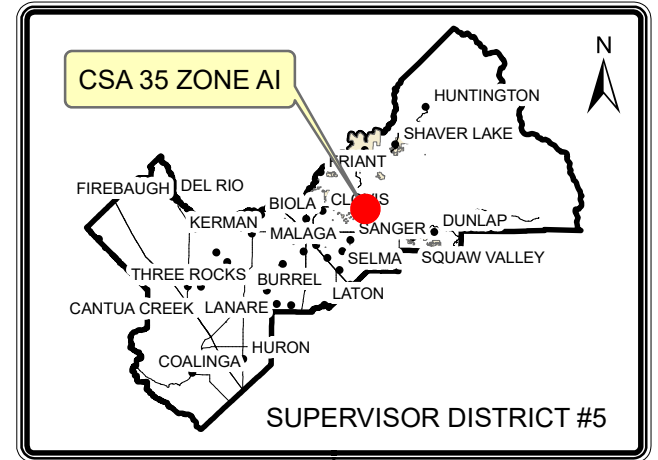 N
CSA 35 ZONE AI
HUNTINGTON
SHAVER LAKE
FRIANT
FIREBAUGH
DEL RIO
BIOLA
CLOVIS
KERMAN
MALAGA
SANGER
DUNLAP
SELMA
SQUAW VALLEY
THREE ROCKS
BURREL
LATON
CANTUA CREEK
LANARE
HURON
COALINGA
SUPERVISOR DISTRICT #5